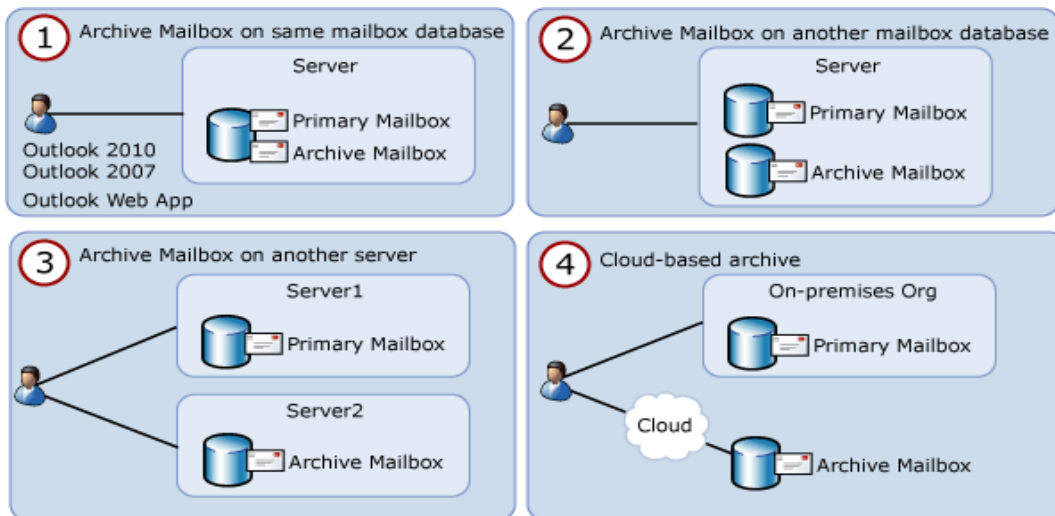 1 Archive Mailbox on same mailbox database
Server
Primary Mailbox
Archive Mailbox
Outlook 2010
Outlook 2007
Outlook Web App
2 Archive Mailbox on another mailbox database
Server
Primary Mailbox
Archive Mailbox
3 Archive Mailbox on another server
Server1
Primary Mailbox
Server2
Archive Mailbox
4 Cloud-based archive
On-premises Org
Primary Mailbox
Cloud
Archive Mailbox